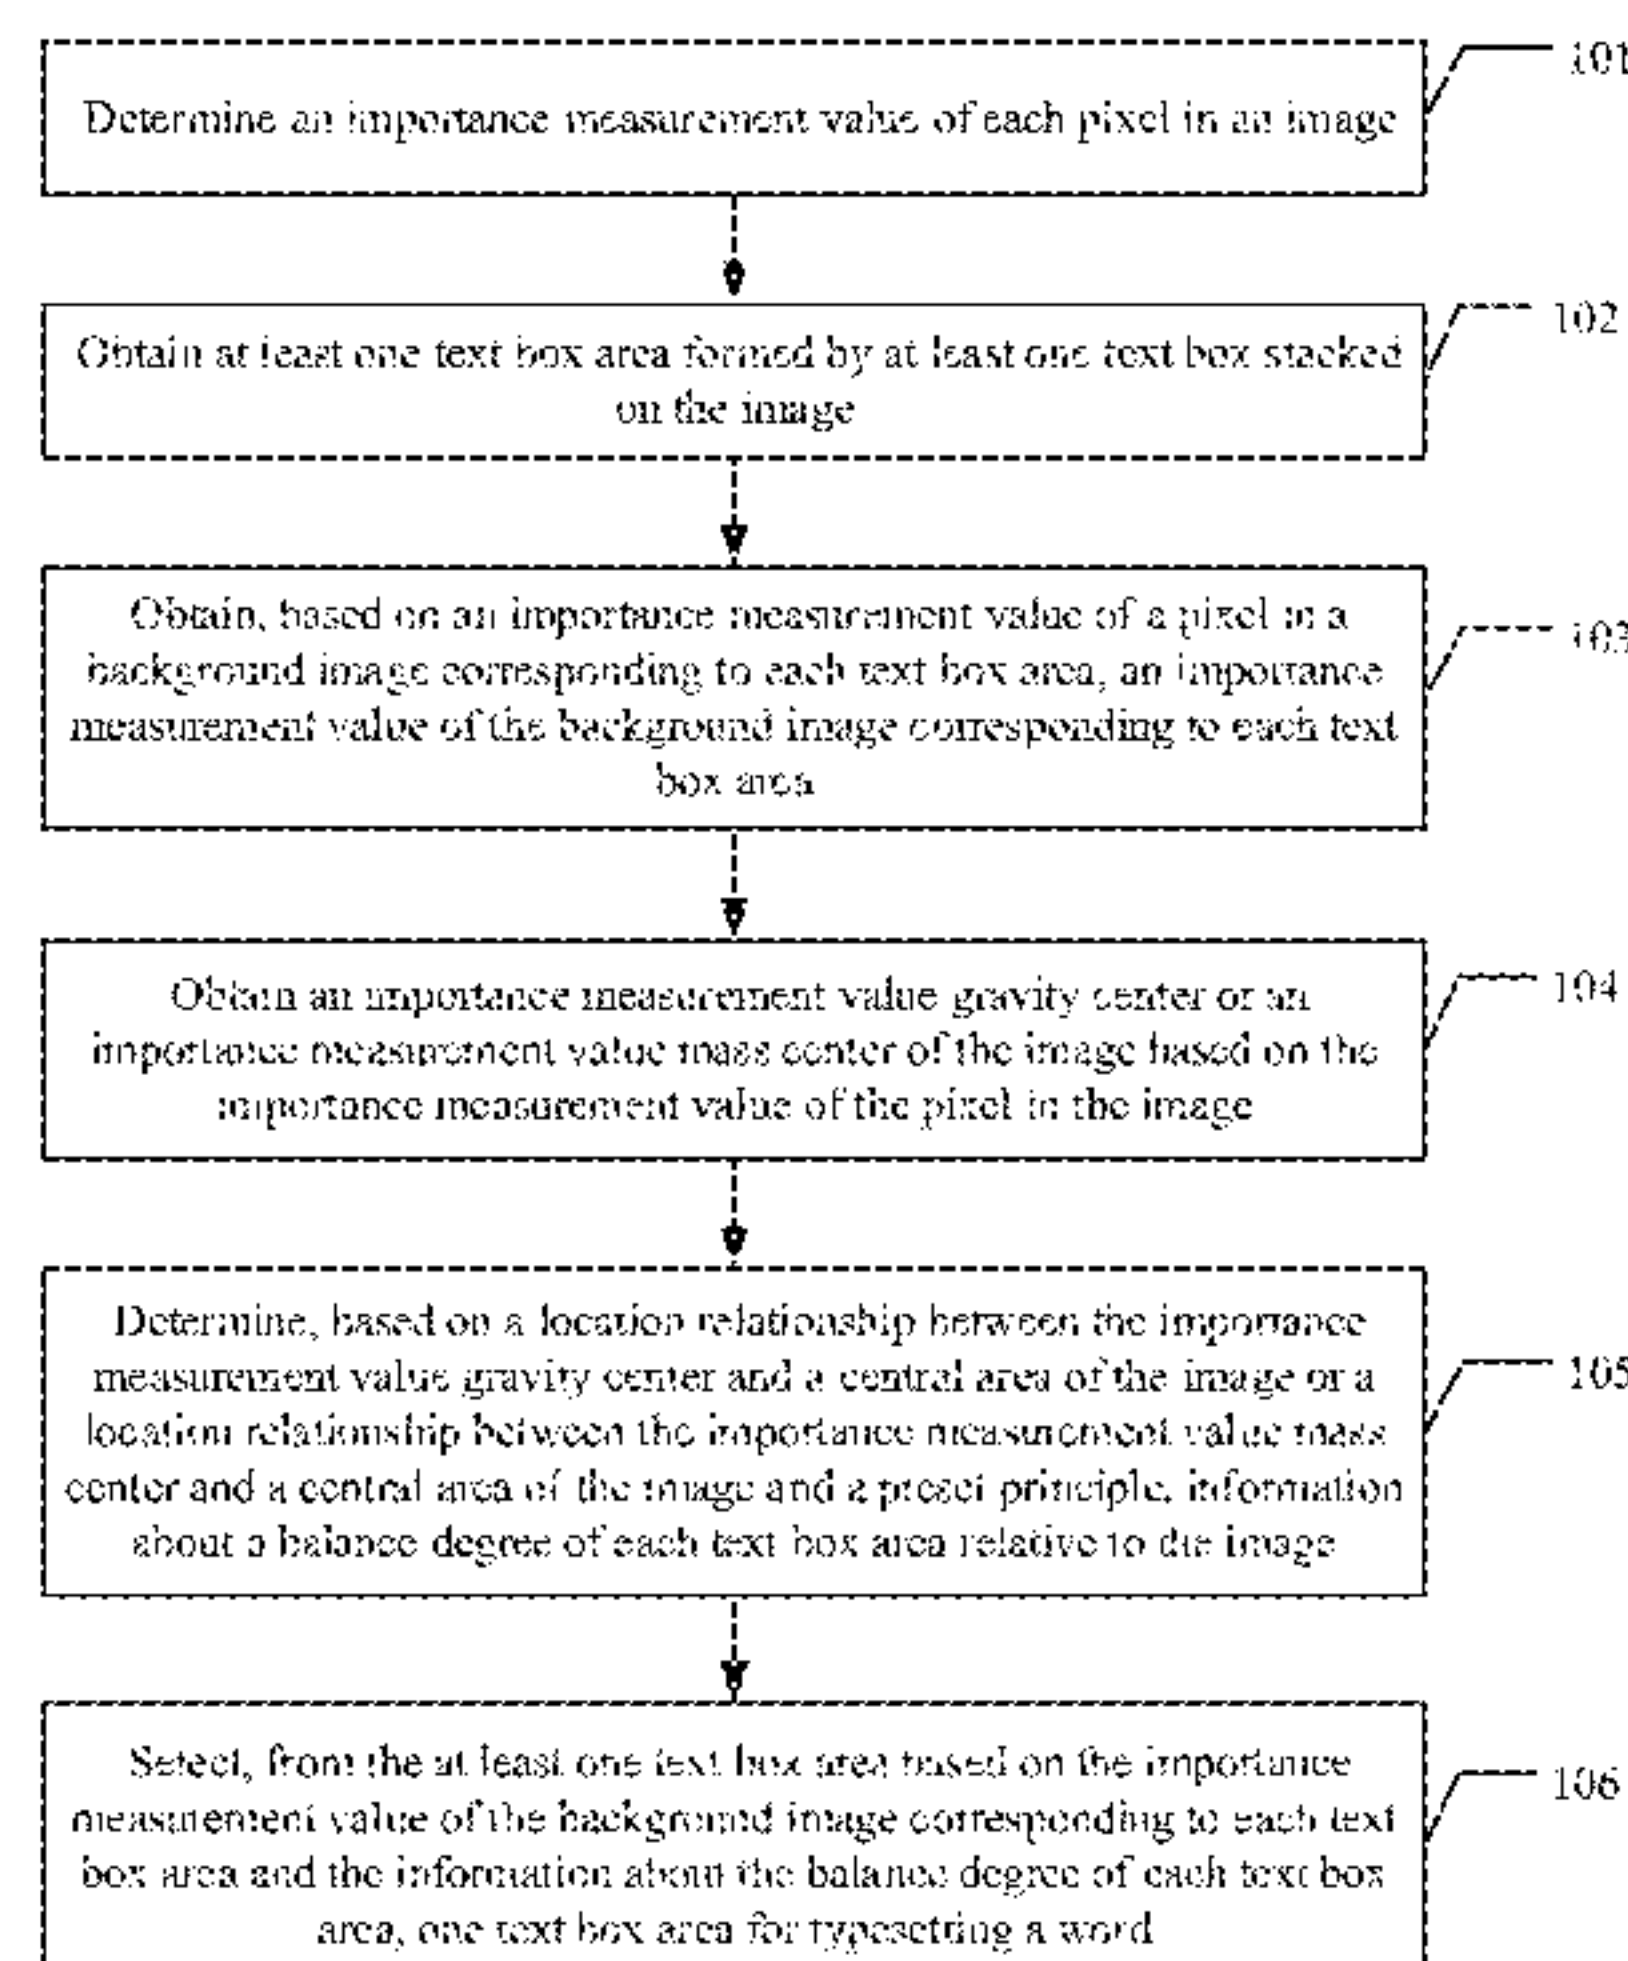 Determine an importance measurement value of each pixel in an image
101
Obtain at least one text box area formed by at least one text box stacked
on the image
102
Obtain, based on an importance measurement value of a pixel in a
background image corresponding to each text box area, an importance
measurement value of the background image corresponding to each text
box area
103
Obtain an importance measurement value gravity center or an
importance measurement value mass center of the image based on the
importance measurement value of the pixel in the image
104
Determine, based on a location relationship between the importance
measurement value gravity center and a central area of the image or a
location relationship between the importance measurement value mass
center and a central area of the image and a preset principle, information
about a balance degree of each text box area relative to the image
105
Select, from the at least one text box area based on the importance
measurement value of the background image corresponding to each text
box area and the information about the balance degree of each text box
area, one text box area for typesetting a word
106